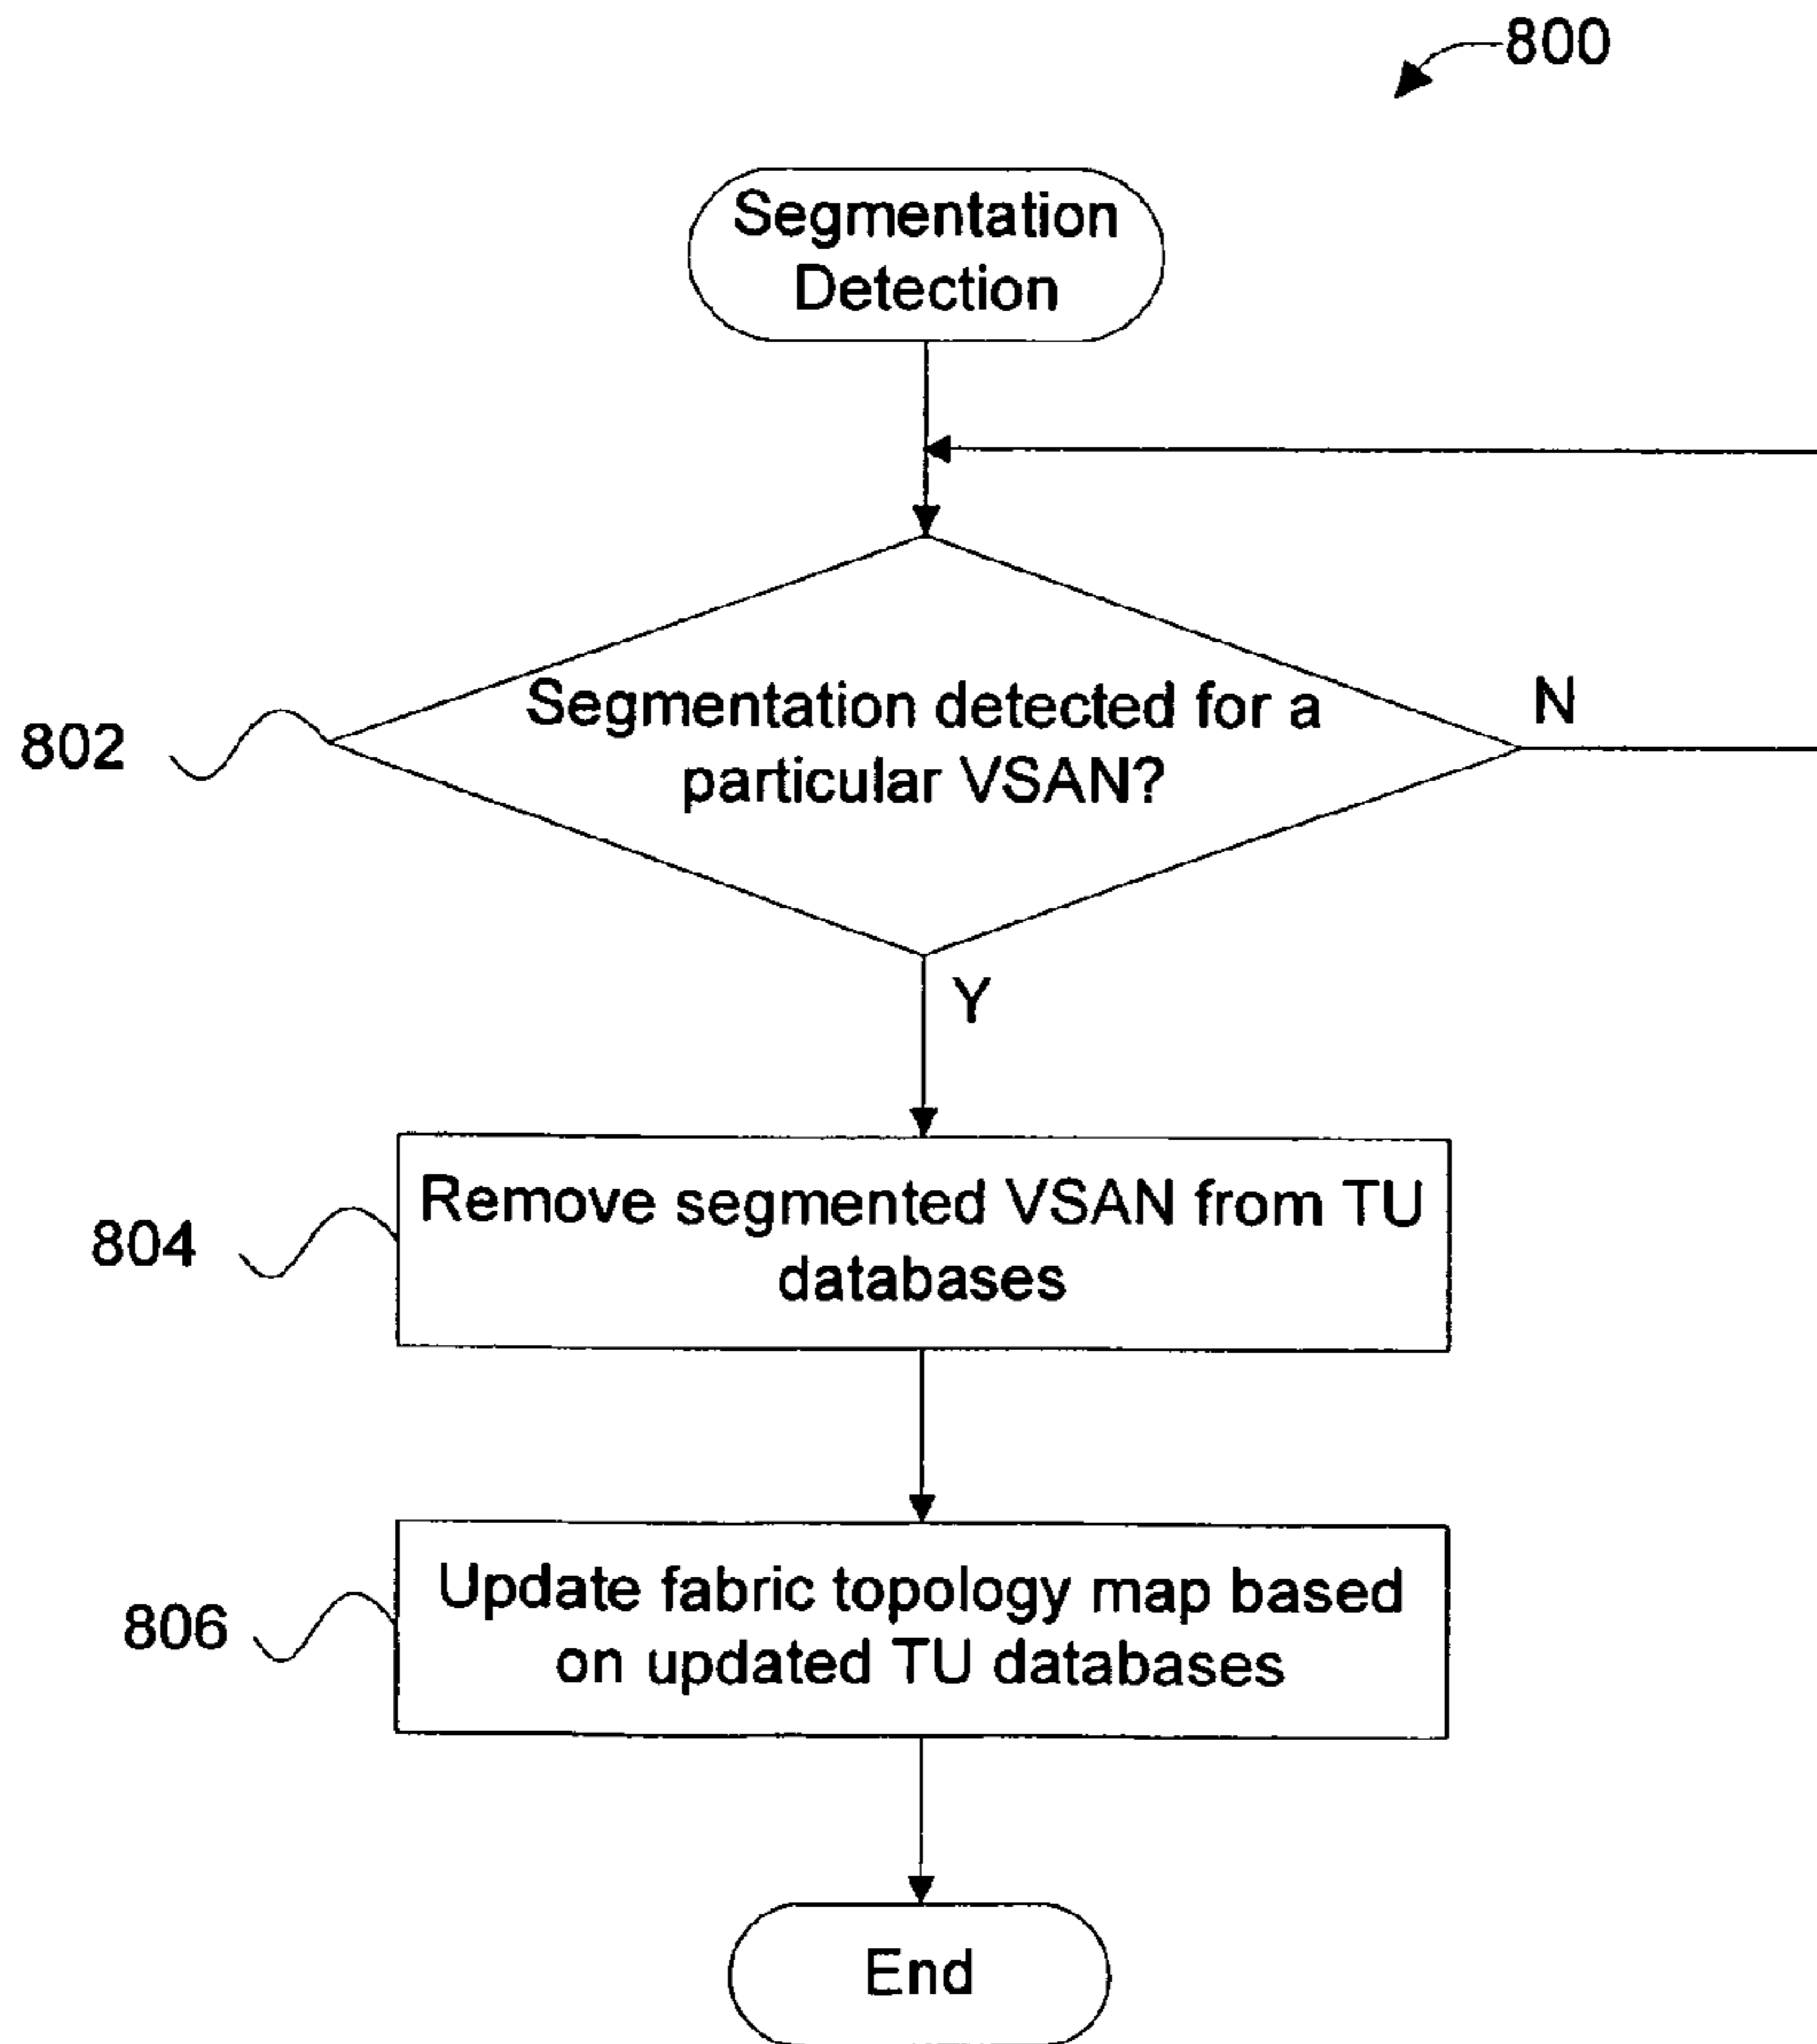 800
Segmentation
Detection
Segmentation detected for a
particular VSAN?
N
802
Y
Remove segmented VSAN from TU
databases
804
Update fabric topology map based
on updated TU databases
806
End